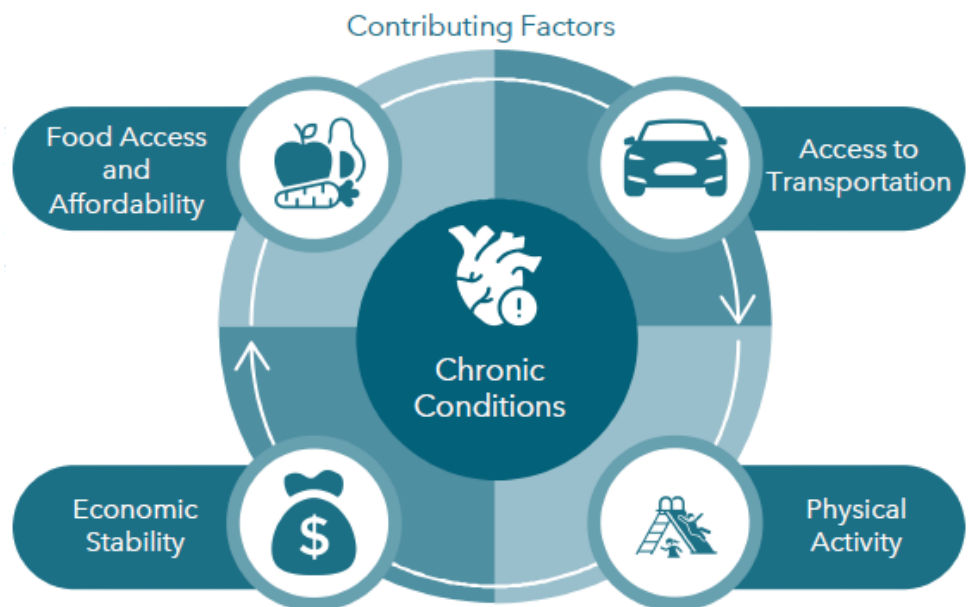 Contributing Factors
Food Access
and
Affordability
Access to
Transportation
Chronic
Conditions
Economic
Stability
$
Physical
Activity